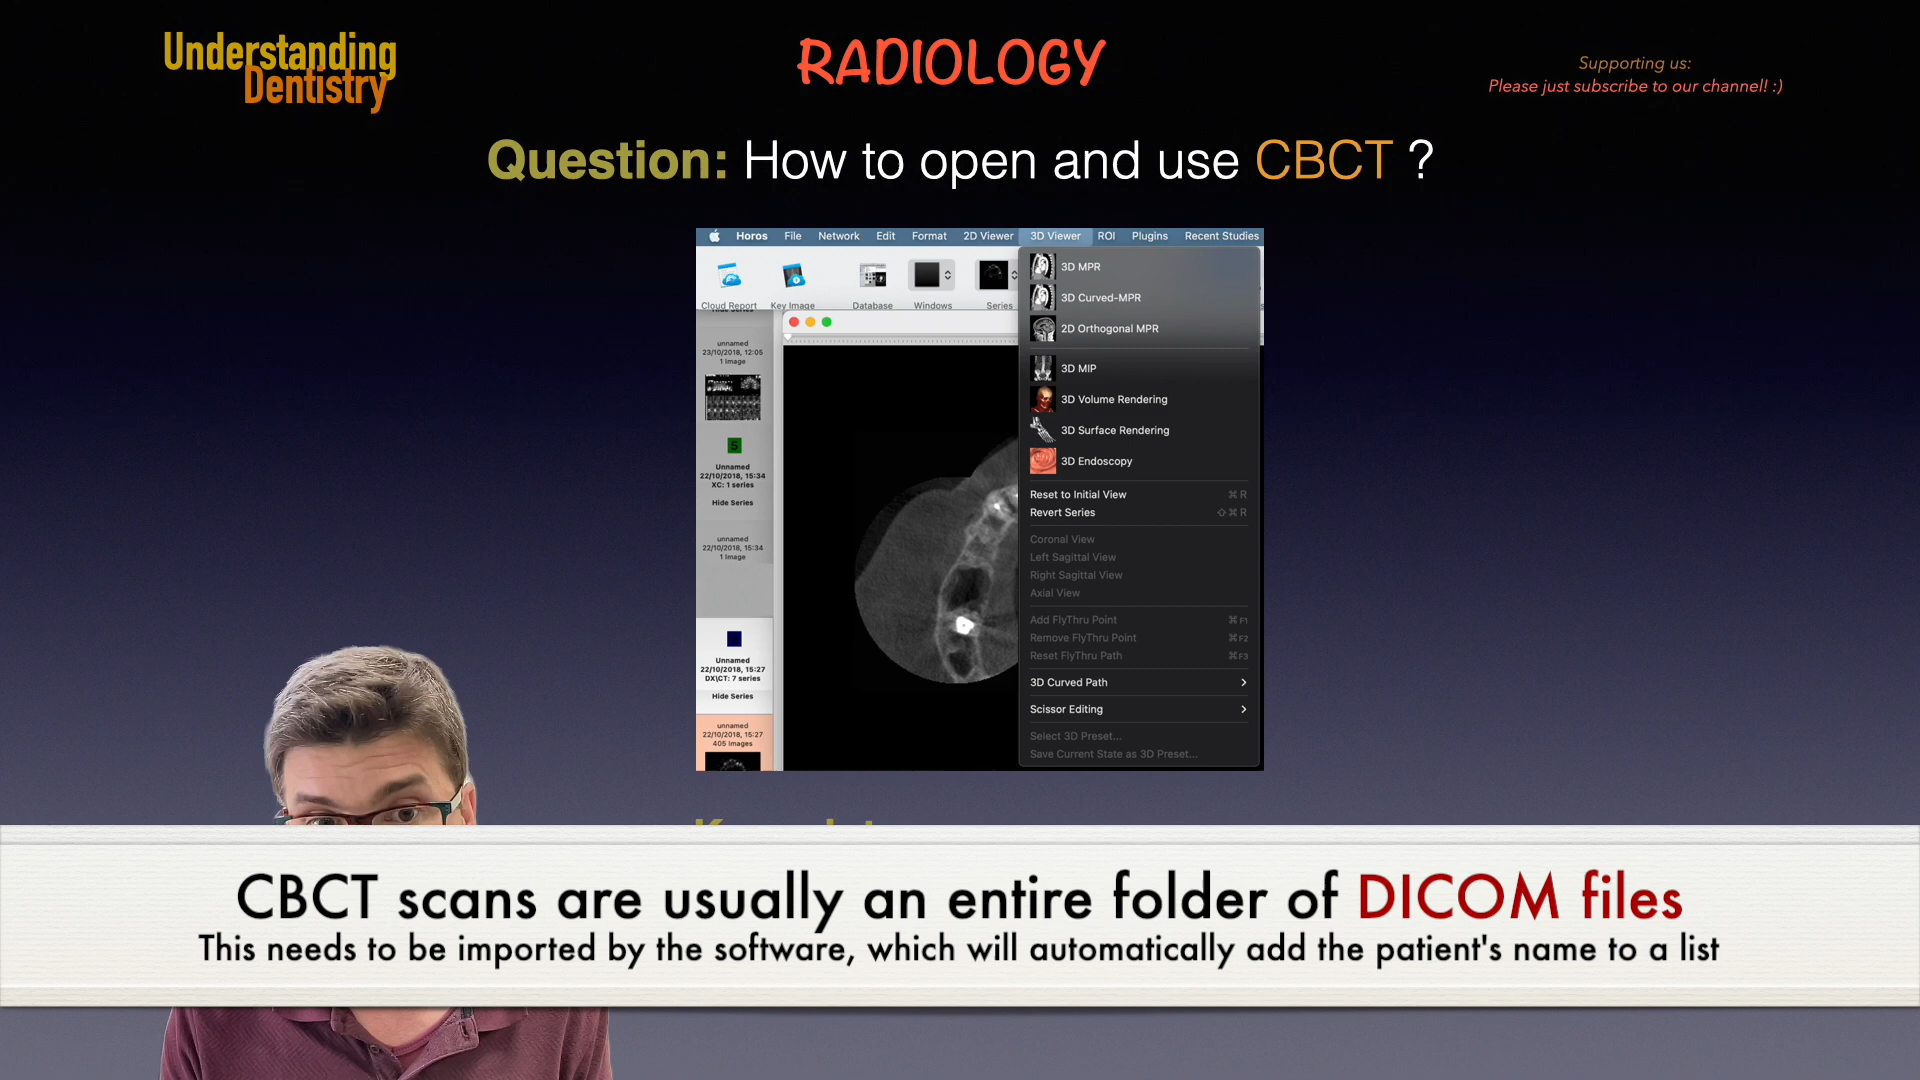 Understanding
Dentistry
RADIOLOGY
Supporting us:
Please just subscribe to our channel! :)
Question: How to open and use CBCT ?
Horos File Network Edit Format 2D Viewer 3D Viewer ROI Plugins Recent Studies
Cloud Report Key Image Database Windows Series
Hide Series
unnamed
23/10/2018, 12:05
1 Image
5
Unnamed
22/10/2018, 15:34
XC: 1 series
Hide Series
unnamed
22/10/2018, 15:34
1 Image
Unnamed
22/10/2018, 15:27
DX\CT: 7 series
Hide Series
unnamed
22/10/2018, 15:27
405 Images
3D MPR
3D Curved-MPR
2D Orthogonal MPR
3D MIP
3D Volume Rendering
3D Surface Rendering
3D Endoscopy
Reset to Initial View ⌘ R
Revert Series ⇧ ⌘ R
Coronal View
Left Sagittal View
Right Sagittal View
Axial View
Add FlyThru Point ⌘ F1
Remove FlyThru Point ⌘ F2
Reset FlyThru Path ⌘ F3
3D Curved Path
Scissor Editing
Select 3D Preset...
Save Current State as 3D Preset...
CBCT scans are usually an entire folder of DICOM files
This needs to be imported by the software, which will automatically add the patient's name to a list